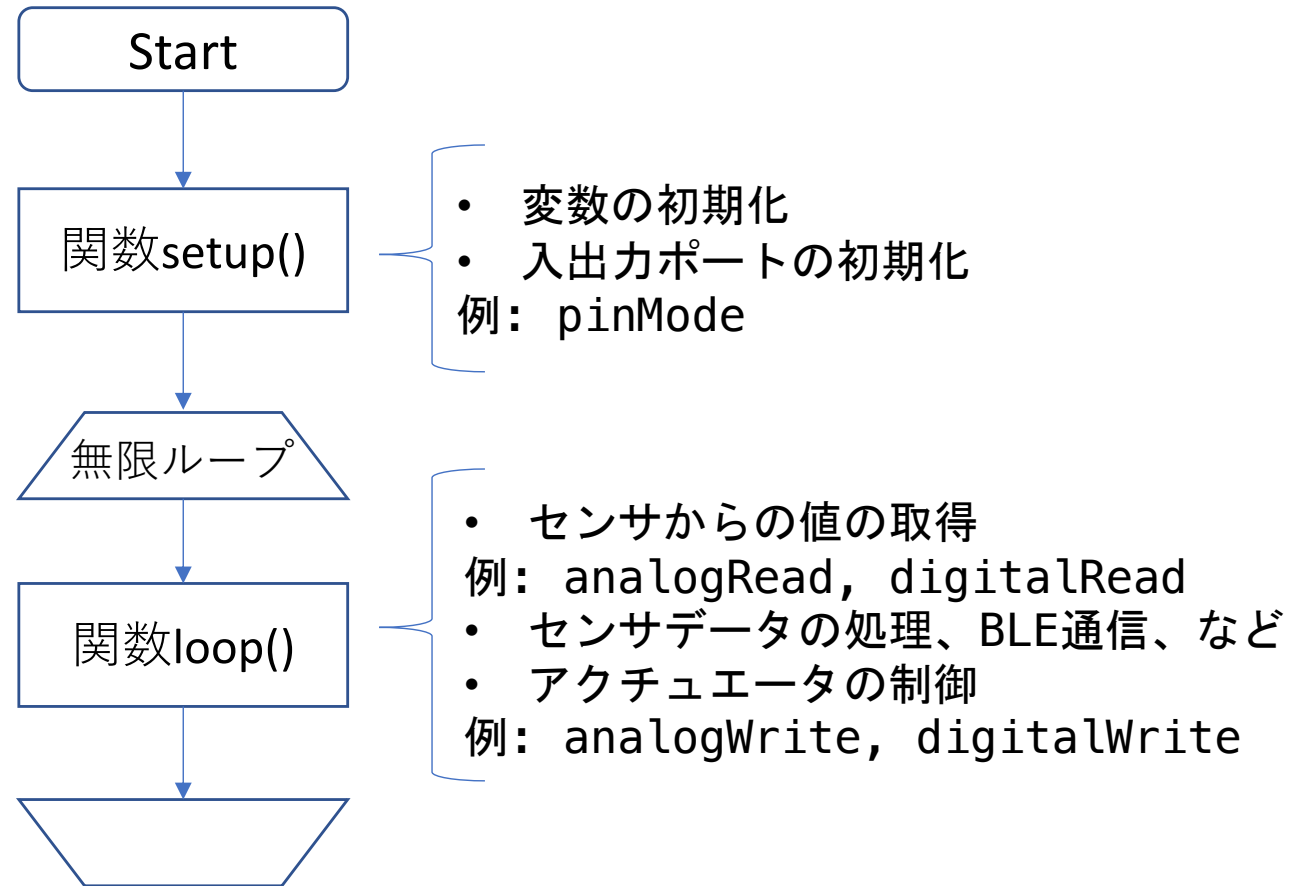 Start
関数setup()
• 変数の初期化
• 入出力ポートの初期化
例: pinMode
無限ループ
関数loop()
• センサからの値の取得
例: analogRead, digitalRead
• センサデータの処理、BLE通信、など
• アクチュエータの制御
例: analogWrite, digitalWrite